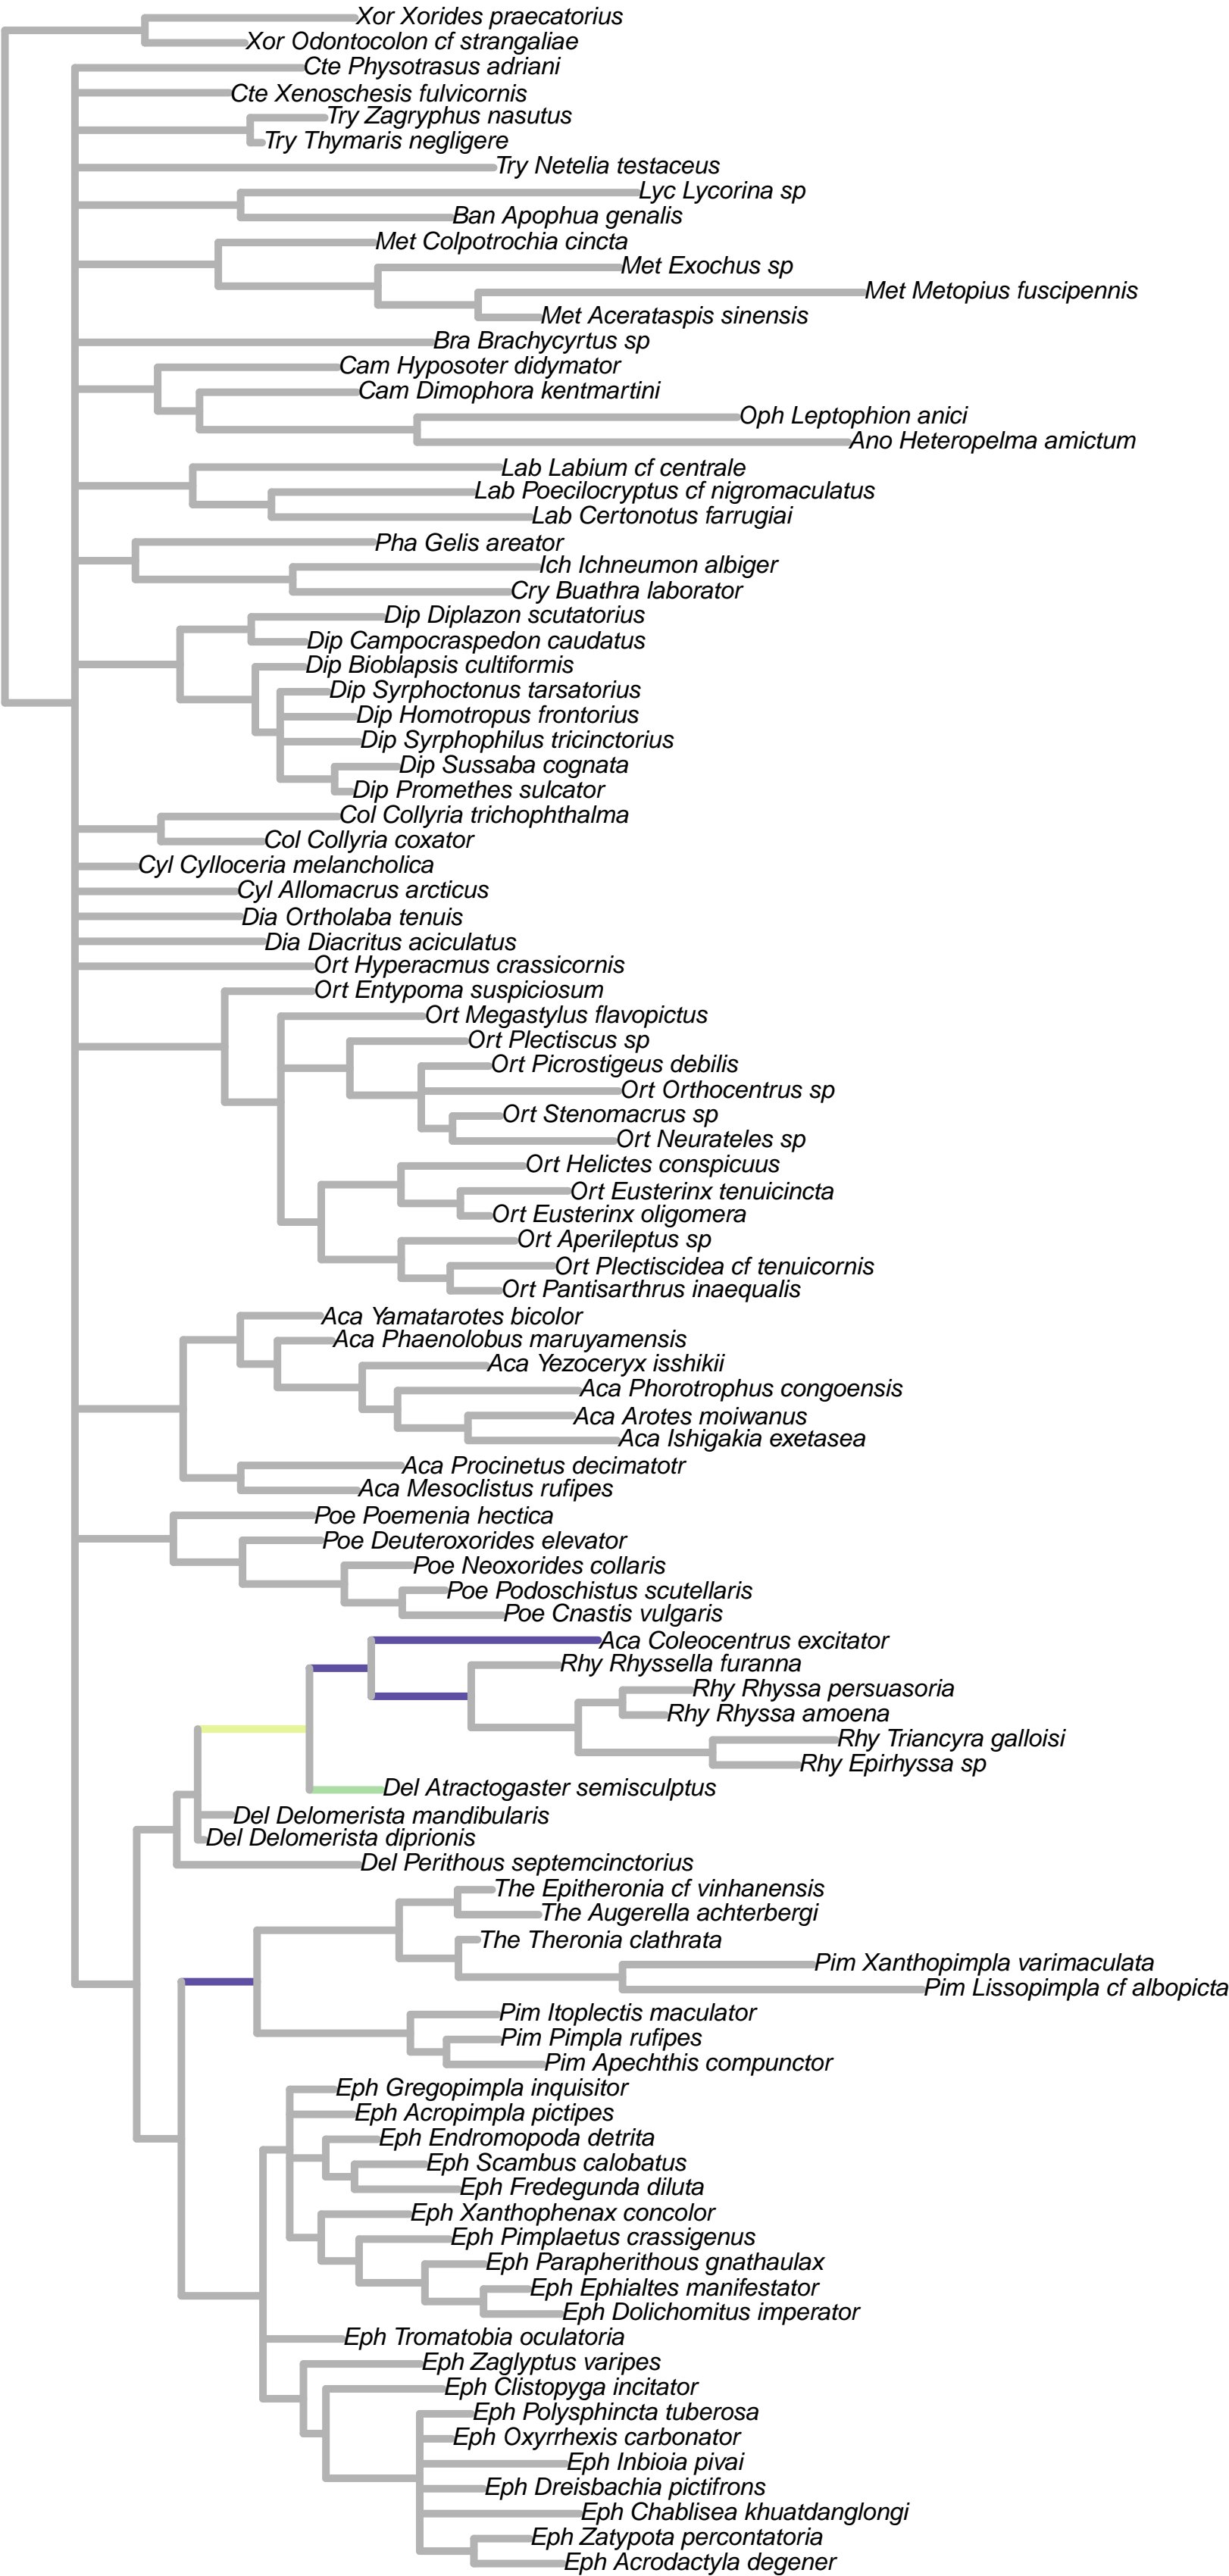 Xor Xorides praecatorius
Xor Odontocolon cf strangaliae
Cte Physotrasus adriani
Cte Xenoschesis fulvicornis
Try Zagryphus nasutus
Try Thymaris negligere
Try Netelia testaceus
Lyc Lycorina sp
Ban Apophua genalis
Met Colpotrochia cincta
Met Exochus sp
Met Metopius fuscipennis
Met Acerataspis sinensis
Bra Brachycyrtus sp
Cam Hyposoter didymator
Cam Dimophora kentmartini
Oph Leptophion anici
Ano Heteropelma amictum
Lab Labium cf centrale
Lab Poecilocryptus cf nigromaculatus
Lab Certonotus farrugiai
Pha Gelis areator
Ich Ichneumon albiger
Cry Buathra laborator
Dip Diplazon scutatorius
Dip Campocraspedon caudatus
Dip Bioblapsis cultiformis
Dip Syrphoctonus tarsatorius
Dip Homotropus frontorius
Dip Syrphophilus tricinctorius
Dip Sussaba cognata
Dip Promethes sulcator
Col Collyria trichophthalma
Col Collyria coxator
Cyl Cylloceria melancholica
Cyl Allomacrus arcticus
Dia Ortholaba tenuis
Dia Diacritus aciculatus
Ort Hyperacmus crassicornis
Ort Entypoma suspiciosum
Ort Megastylus flavopictus
Ort Plectiscus sp
Ort Picrostigeus debilis
Ort Orthocentrus sp
Ort Stenomacrus sp
Ort Neurateles sp
Ort Helictes conspicuus
Ort Eusterinx tenuicincta
Ort Eusterinx oligomera
Ort Aperileptus sp
Ort Plectiscidea cf tenuicornis
Ort Pantisarthrus inaequalis
Aca Yamatarotes bicolor
Aca Phaenolobus maruyamensis
Aca Yezoceryx isshikii
Aca Phorotrophus congoensis
Aca Arotes moiwanus
Aca Ishigakia exetasea
Aca Procinetus decimatotr
Aca Mesoclistus rufipes
Poe Poemenia hectica
Poe Deuteroxorides elevator
Poe Neoxorides collaris
Poe Podoschistus scutellaris
Poe Cnastis vulgaris
Aca Coleocentrus excitator
Rhy Rhyssella furanna
Rhy Rhyssa persuasoria
Rhy Rhyssa amoena
Rhy Triancyra galloisi
Rhy Epirhyssa sp
Del Atractogaster semisculptus
Del Delomerista mandibularis
Del Delomerista diprionis
Del Perithous septemcinctorius
The Epitheronia cf vinhanensis
The Augerella achterbergi
The Theronia clathrata
Pim Xanthopimpla varimaculata
Pim Lissopimpla cf albopicta
Pim Itoplectis maculator
Pim Pimpla rufipes
Pim Apechthis compunctor
Eph Gregopimpla inquisitor
Eph Acropimpla pictipes
Eph Endromopoda detrita
Eph Scambus calobatus
Eph Fredegunda diluta
Eph Xanthophenax concolor
Eph Pimplaetus crassigenus
Eph Parapherithous gnathaulax
Eph Ephialtes manifestator
Eph Dolichomitus imperator
Eph Tromatobia oculatoria
Eph Zaglyptus varipes
Eph Clistopyga incitator
Eph Polysphincta tuberosa
Eph Oxyrrhexis carbonator
Eph Inbioia pivai
Eph Dreisbachia pictifrons
Eph Chablisea khuatdanglongi
Eph Zatypota percontatoria
Eph Acrodactyla degener